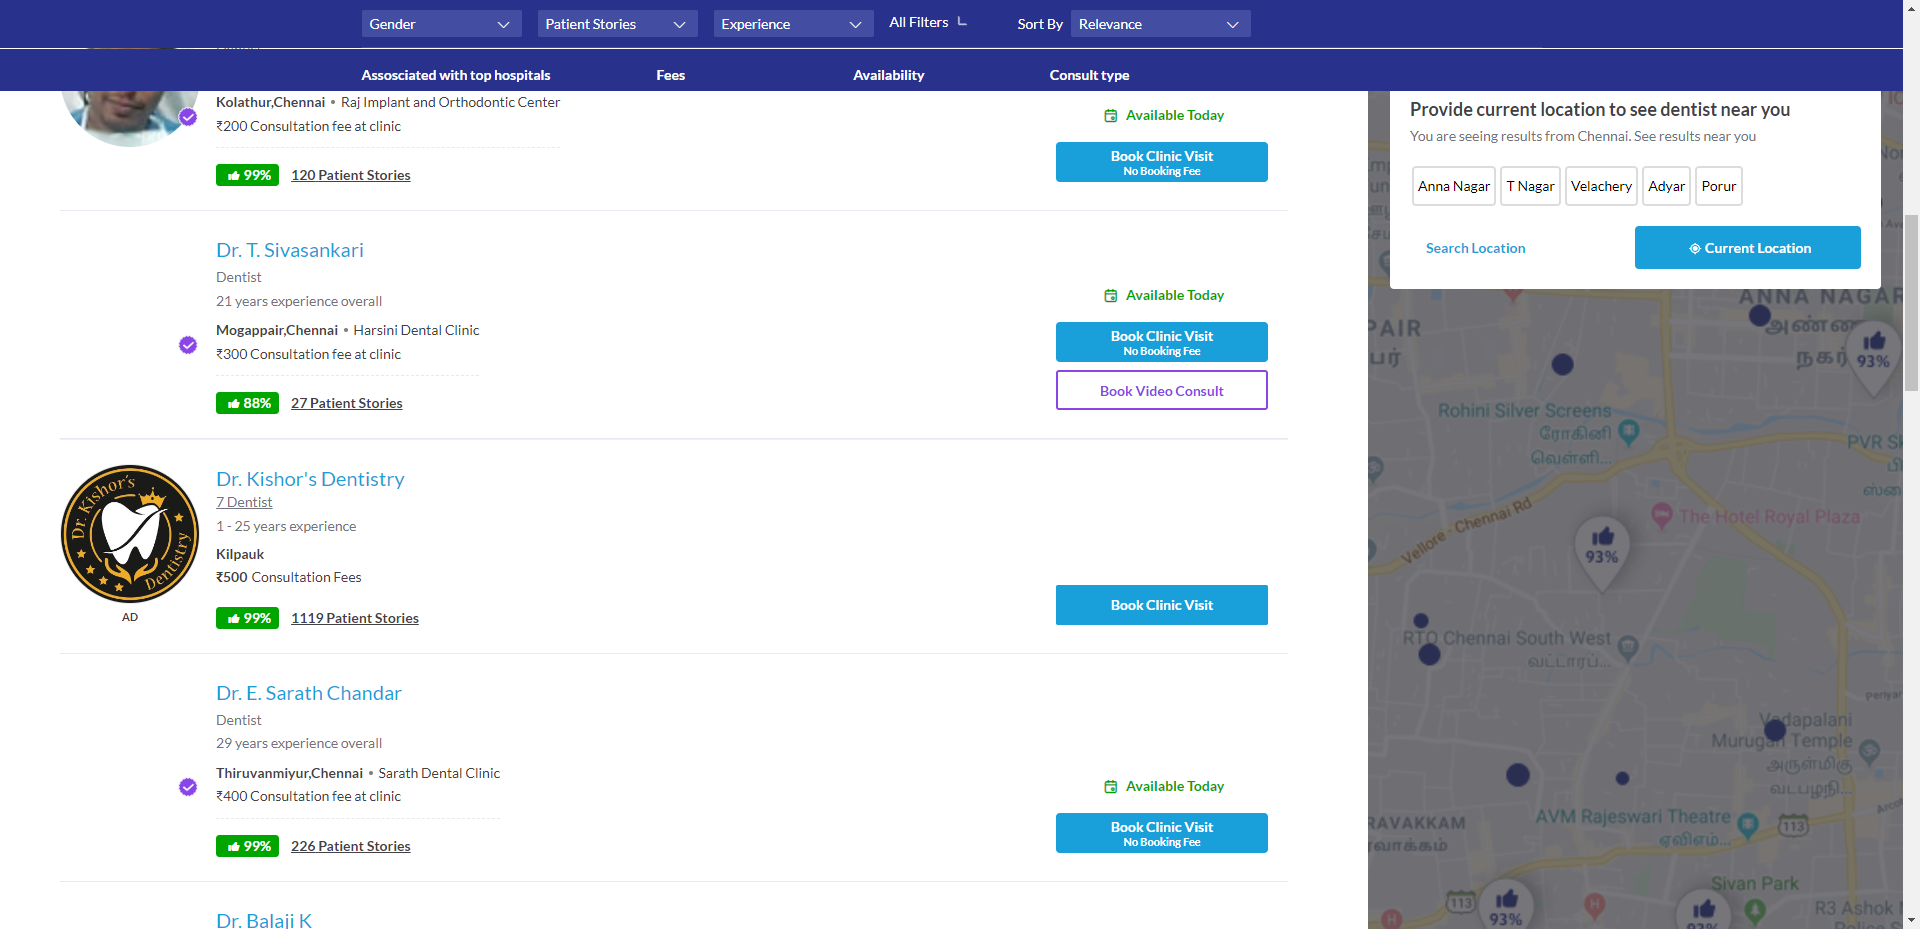 Gender
Patient Stories
Experience
All Filters
Sort By
Relevance
Assosciated with top hospitals
Fees
Availability
Consult type
Kolathur,Chennai • Raj Implant and Orthodontic Center
₹200 Consultation fee at clinic
99%
120 Patient Stories
Available Today
Book Clinic Visit
No Booking Fee
Dr. T. Sivasankari
Dentist
21 years experience overall
Mogappair,Chennai • Harsini Dental Clinic
₹300 Consultation fee at clinic
88%
27 Patient Stories
Available Today
Book Clinic Visit
No Booking Fee
Book Video Consult
Dr. Kishor's Dentistry
Dr. Kishor's Dentistry
7 Dentist
1 - 25 years experience
Kilpauk
₹500 Consultation Fees
AD
99%
1119 Patient Stories
Book Clinic Visit
Dr. E. Sarath Chandar
Dentist
29 years experience overall
Thiruvanmiyur,Chennai • Sarath Dental Clinic
₹400 Consultation fee at clinic
99%
226 Patient Stories
Available Today
Book Clinic Visit
No Booking Fee
Dr. Balaji K
Provide current location to see dentist near you
You are seeing results from Chennai. See results near you
Anna Nagar
T Nagar
Velachery
Adyar
Porur
Search Location
Current Location
ANNA NAGAR
நகர்
93%
PAIR
Rohini Silver Screens
ரோகினி
வெள்ளி...
PVR
Vellore - Chennai Rd
The Hotel Royal Plaza
93%
RTO Chennai South West
வட்டாரப்...
Vadapalani
Murugan Temple
அருள்மிகு
வடபழநி...
AVM Rajeswari Theatre
ஏவிஎம்...
113
RAVAKKAM
Sivan Park
113
93%
93%
R3 Ashok